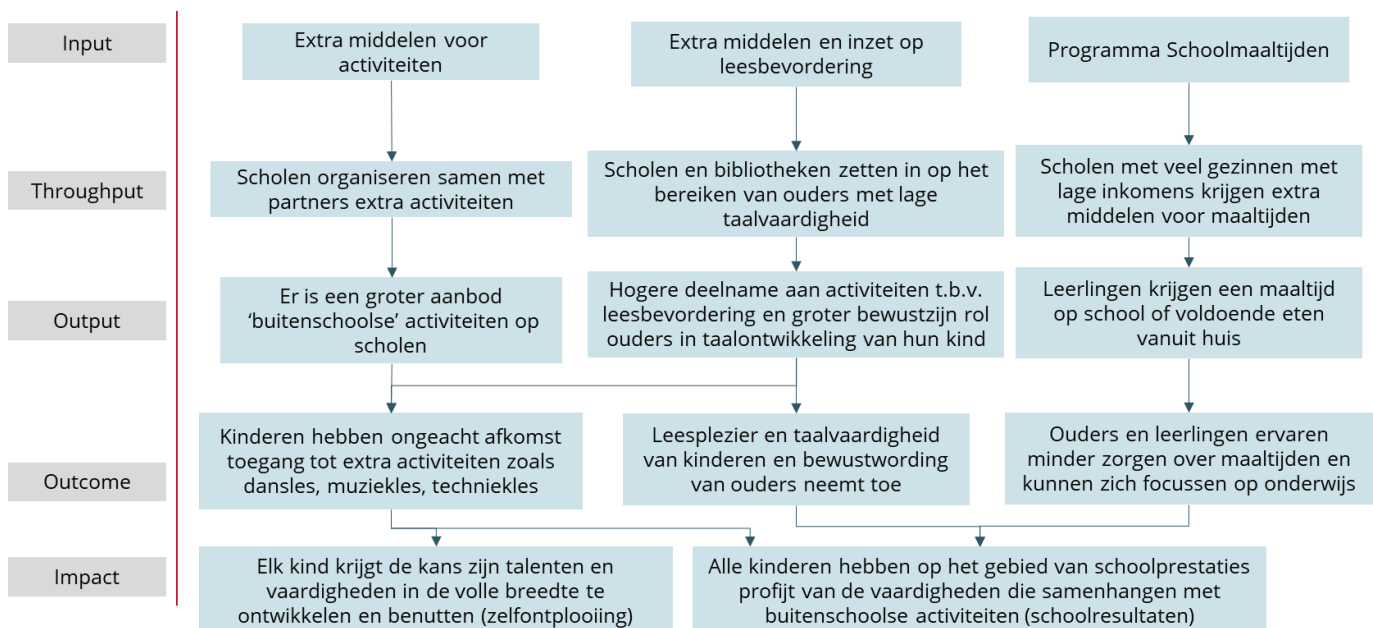 Input
Extra middelen voor
activiteiten
Extra middelen en inzet op
leesbevordering
Programma Schoolmaaltijden
Throughput
Scholen organiseren samen met
partners extra activiteiten
Scholen en bibliotheken zetten in op het
bereiken van ouders met lage
taalvaardigheid
Scholen met veel gezinnen met
lage inkomens krijgen extra
middelen voor maaltijden
Output
Er is een groter aanbod
‘buitenschoolse’ activiteiten op
scholen
Hogere deelname aan activiteiten t.b.v.
leesbevordering en groter bewustzijn rol
ouders in taalontwikkeling van hun kind
Leerlingen krijgen een maaltijd
op school of voldoende eten
vanuit huis
Outcome
Kinderen hebben ongeacht afkomst
toegang tot extra activiteiten zoals
dansles, muziekles, techniekles
Leesplezier en taalvaardigheid
van kinderen en bewustwording
van ouders neemt toe
Ouders en leerlingen ervaren
minder zorgen over maaltijden en
kunnen zich focussen op onderwijs
Impact
Elk kind krijgt de kans zijn talenten en
vaardigheden in de volle breedte te
ontwikkelen en benutten (zelfontplooiing)
Alle kinderen hebben op het gebied van schoolprestaties
profijt van de vaardigheden die samenhangen met
buitenschoolse activiteiten (schoolresultaten)